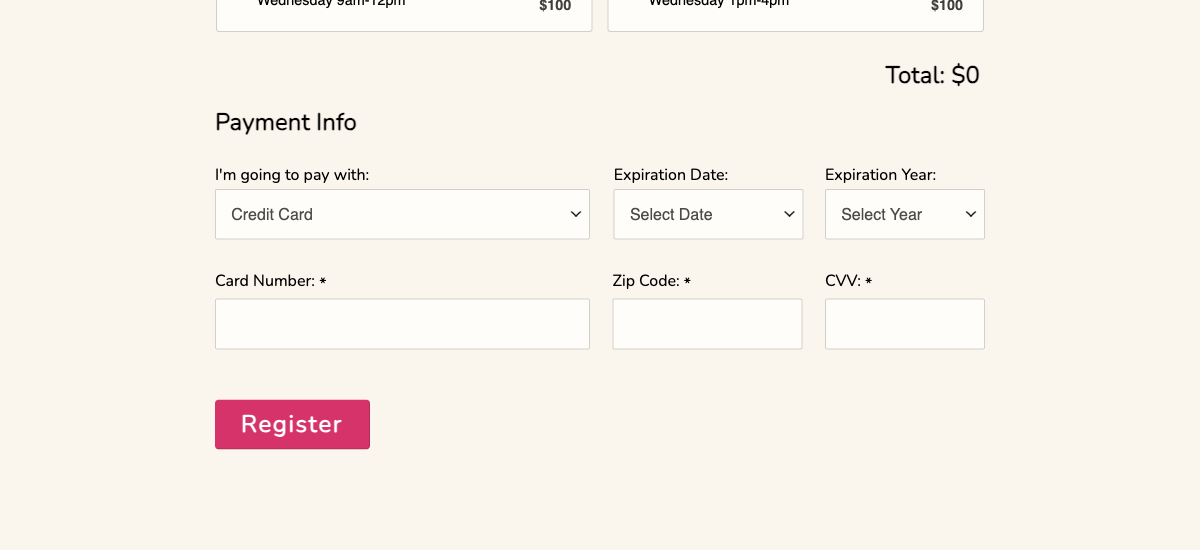 Wednesday 9am-12pm $100
Wednesday 1pm-4pm $100
Total: $0
Payment Info
I'm going to pay with: Expiration Date: Expiration Year:
Credit Card Select Date Select Year
Card Number: * Zip Code: * CVV: *
Register